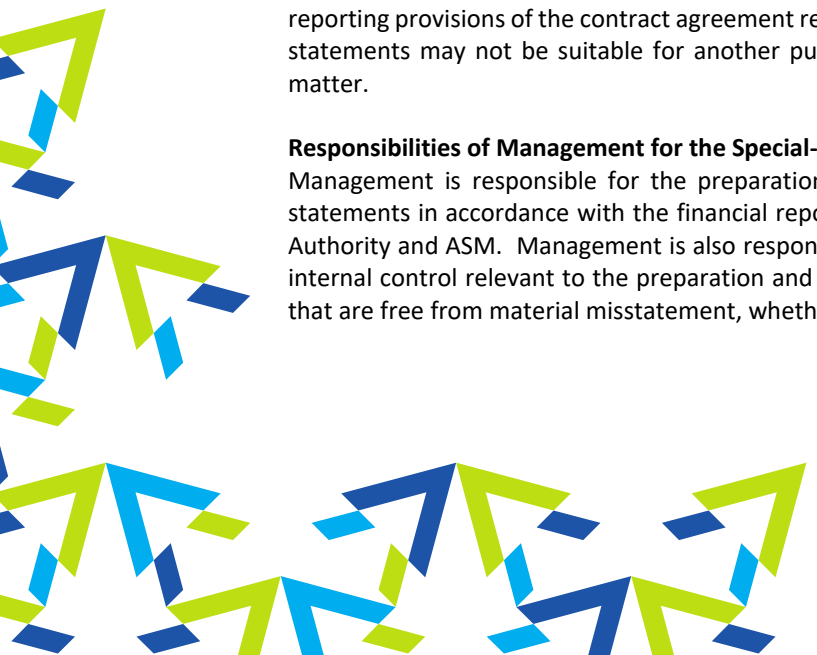 reporting provisions of the contract agreement re
statements may not be suitable for another pu
matter.
Responsibilities of Management for the Special-
Management is responsible for the preparation
statements in accordance with the financial repo
Authority and ASM. Management is also respon
internal control relevant to the preparation and
that are free from material misstatement, wheth